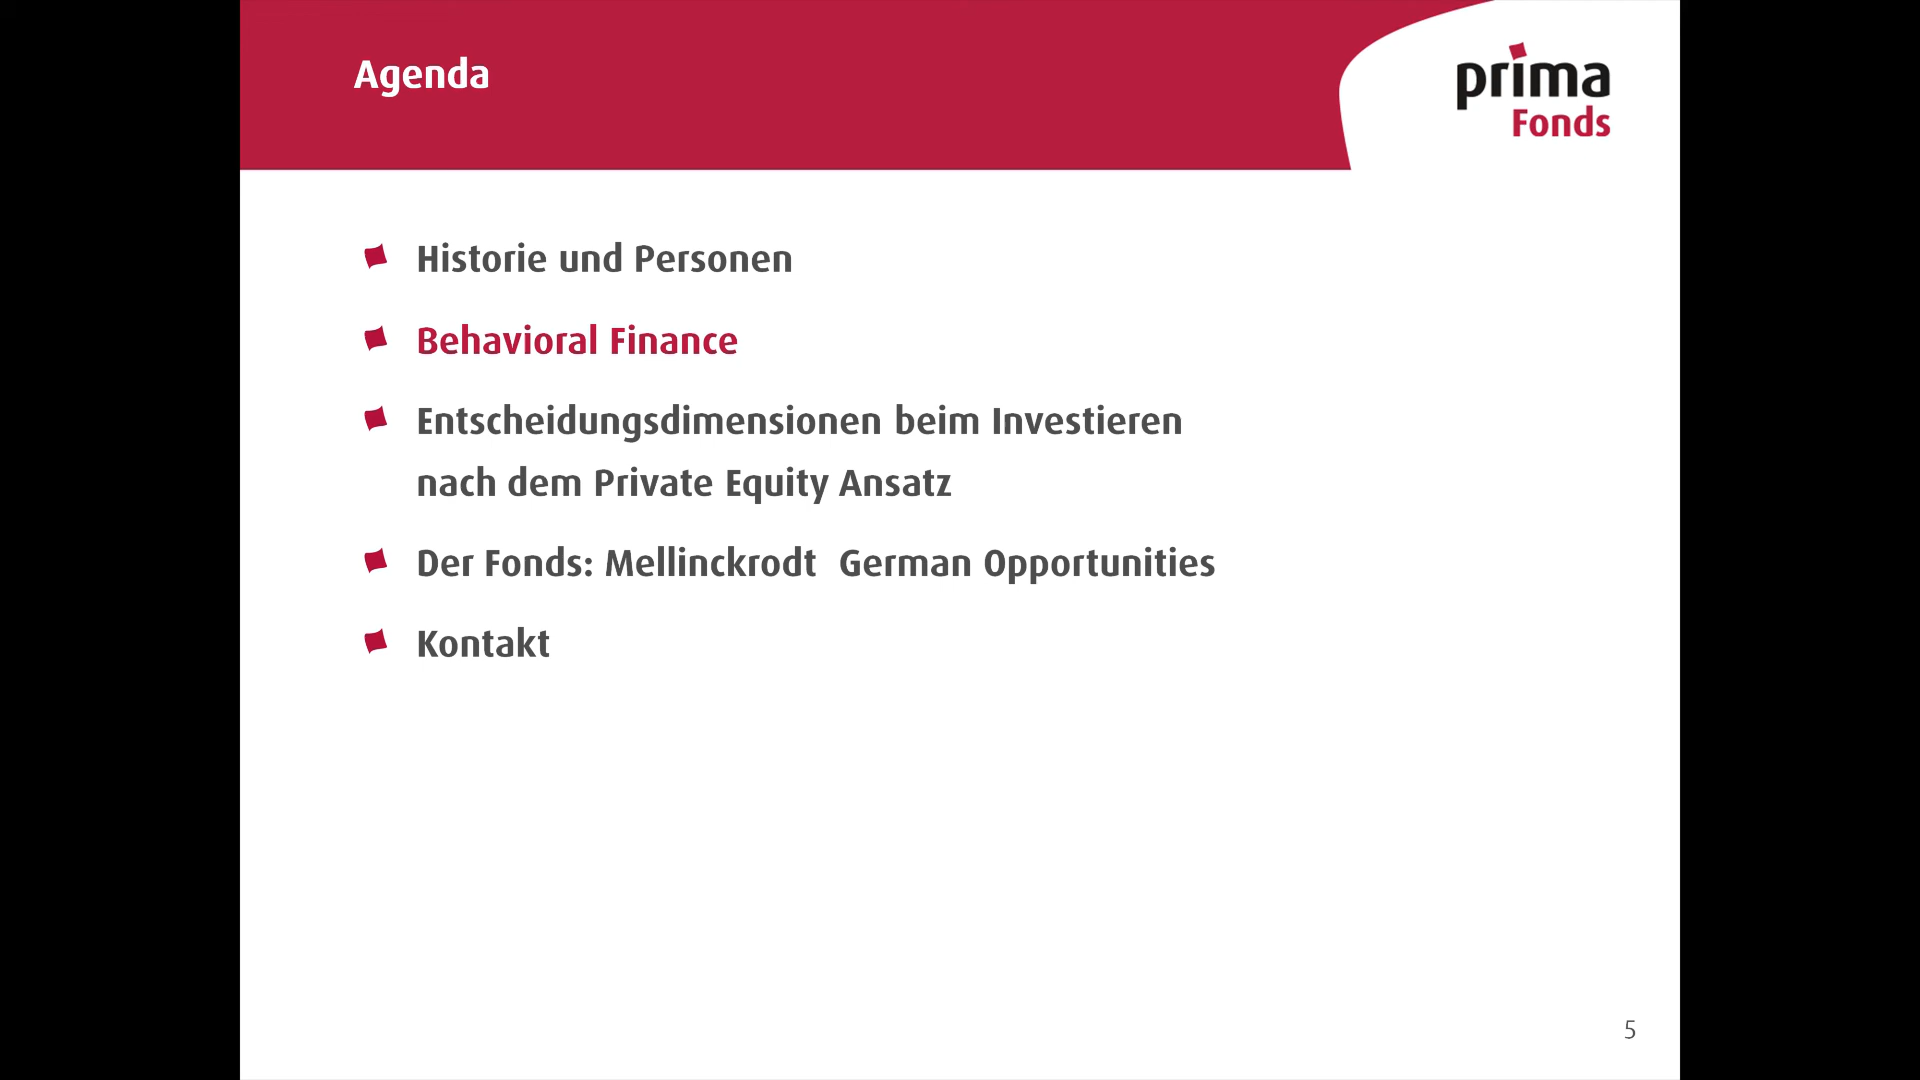 Agenda
prima
Fonds
Historie und Personen
Behavioral Finance
Entscheidungsdimensionen beim Investieren
nach dem Private Equity Ansatz
Der Fonds: Mellinckrodt  German Opportunities
Kontakt
5